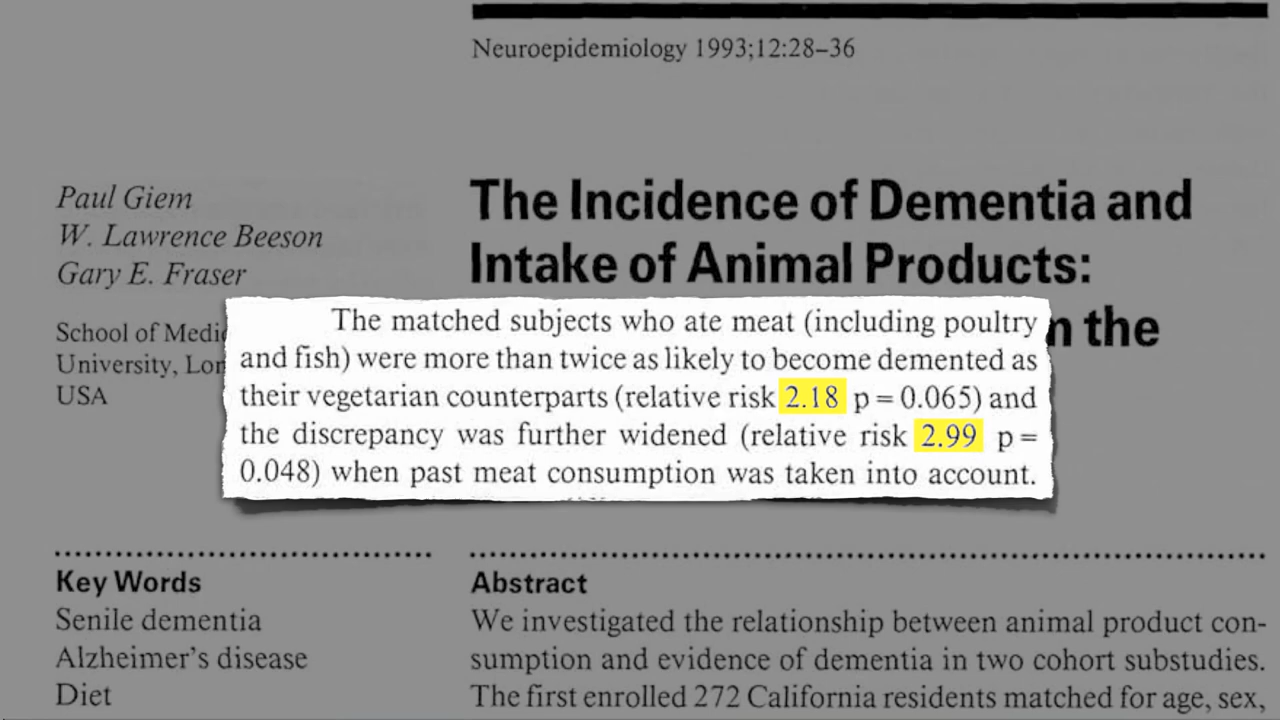 Neuroepidemiology 1993;12:28–36
Paul Giem
W. Lawrence Beeson
Gary E. Fraser
The Incidence of Dementia and
Intake of Animal Products:
the
School of
University,
USA
The matched subjects who ate meat (including poultry
and fish) were more than twice as likely to become demented as
their vegetarian counterparts (relative risk 2.18 p = 0.065) and
the discrepancy was further widened (relative risk 2.99 p =
0.048) when past meat consumption was taken into account.
Key Words
Senile dementia
Alzheimer's disease
Diet
Abstract
We investigated the relationship between animal product con-
sumption and evidence of dementia in two cohort substudies.
The first enrolled 272 California residents matched for age, sex,